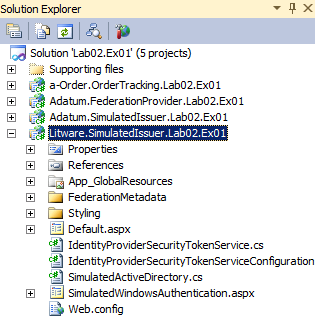 Solution Explorer
Solution 'Lab02.Ex01' (5 projects)
Supporting files
a-Order.OrderTracking.Lab02.Ex01
Adatum.FederationProvider.Lab02.Ex01
Adatum.SimulatedIssuer.Lab02.Ex01
Litware.SimulatedIssuer.Lab02.Ex01
Properties
References
App_GlobalResources
FederationMetadata
Styling
Default.aspx
IdentityProviderSecurityTokenService.cs
IdentityProviderSecurityTokenServiceConfiguration
SimulatedActiveDirectory.cs
SimulatedWindowsAuthentication.aspx
Web.config